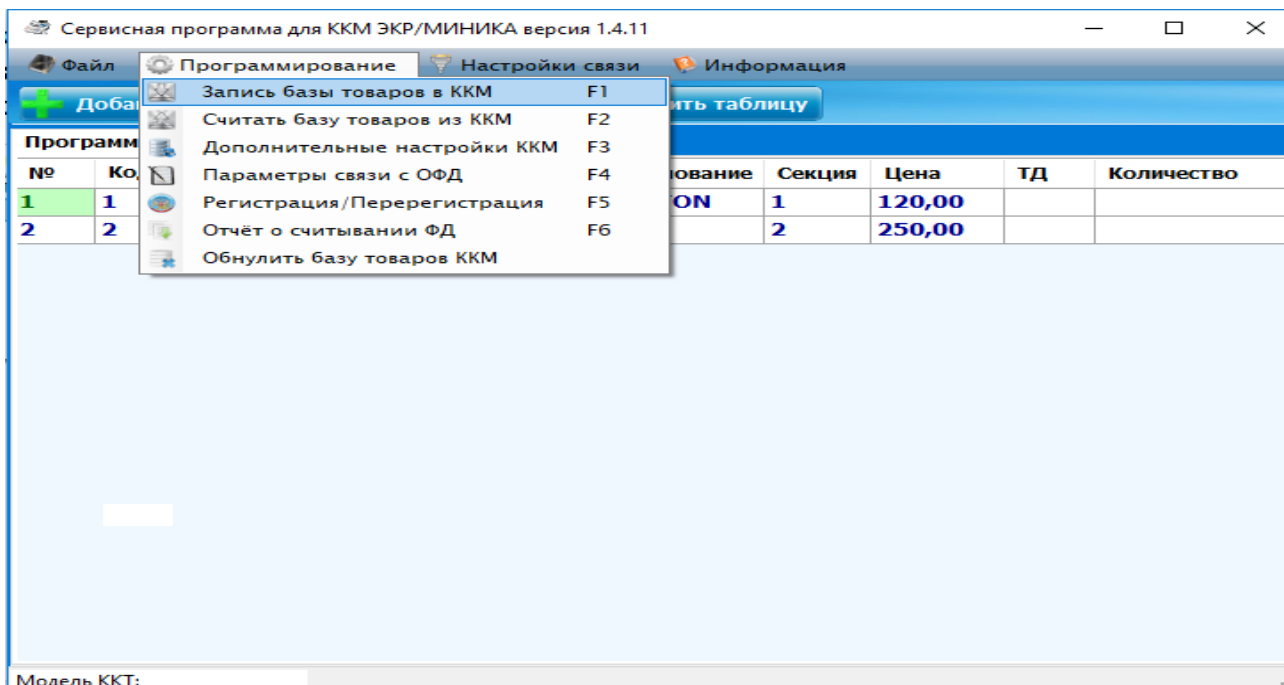 Сервисная программа для ККМ ЭКР/МИНИКА версия 1.4.11
Файл Программирование Настройки связи Информация
Запись базы товаров в ККМ F1
Считать базу товаров из ККМ F2
Дополнительные настройки ККМ F3
Параметры связи с ОФД F4
Регистрация/Перерегистрация F5
Отчёт о считывании ФД F6
Обнулить базу товаров ККМ
таблицу
№ Секция Цена ТД Количество
1 1 1 120,00
2 2 2 250,00
Модель ККТ: